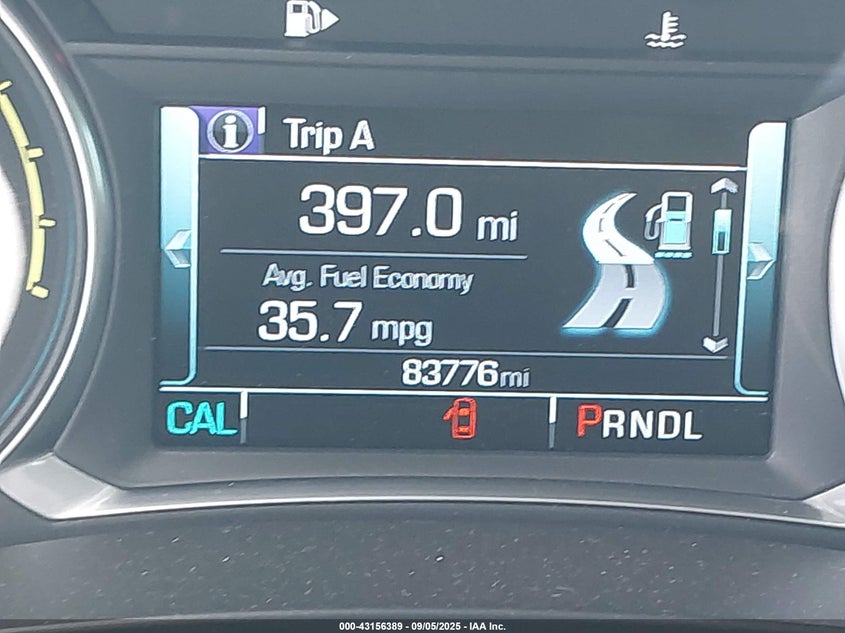 Trip A
397.0 mi
Avg. Fuel Economy
35.7 mpg
83776mi
CAL PRNDL
000-43156389 - 09/05/2025 - IAA Inc.